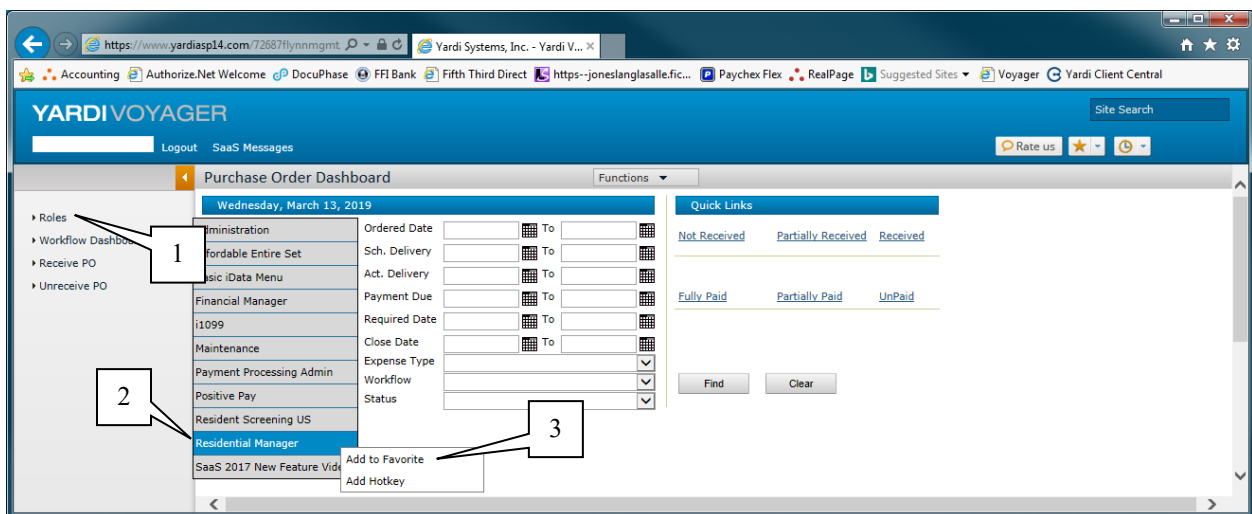 https://www.yardiasp14.com/72687flynnmgmt
Yardi Systems, Inc. - Yardi V...
Accounting Authorize.Net Welcome DocuPhase FFI Bank Fifth Third Direct https--joneslanglasalle.fic... Paychex Flex RealPage Suggested Sites Voyager Yardi Client Central
YARDI VOYAGER
Site Search
Logout SaaS Messages
Rate us
Purchase Order Dashboard
Functions
Roles
Workflow Dashbo
Receive PO
Unreceive PO
1
2
3
Wednesday, March 13, 2019
dministration
fordable Entire Set
asic iData Menu
Financial Manager
i1099
Maintenance
Payment Processing Admin
Positive Pay
Resident Screening US
Residential Manager
SaaS 2017 New Feature Vide
Add to Favorite
Add Hotkey
Ordered Date To
Sch. Delivery To
Act. Delivery To
Payment Due To
Required Date To
Close Date To
Expense Type
Workflow
Status
Quick Links
Not Received Partially Received Received
Fully Paid Partially Paid UnPaid
Find Clear